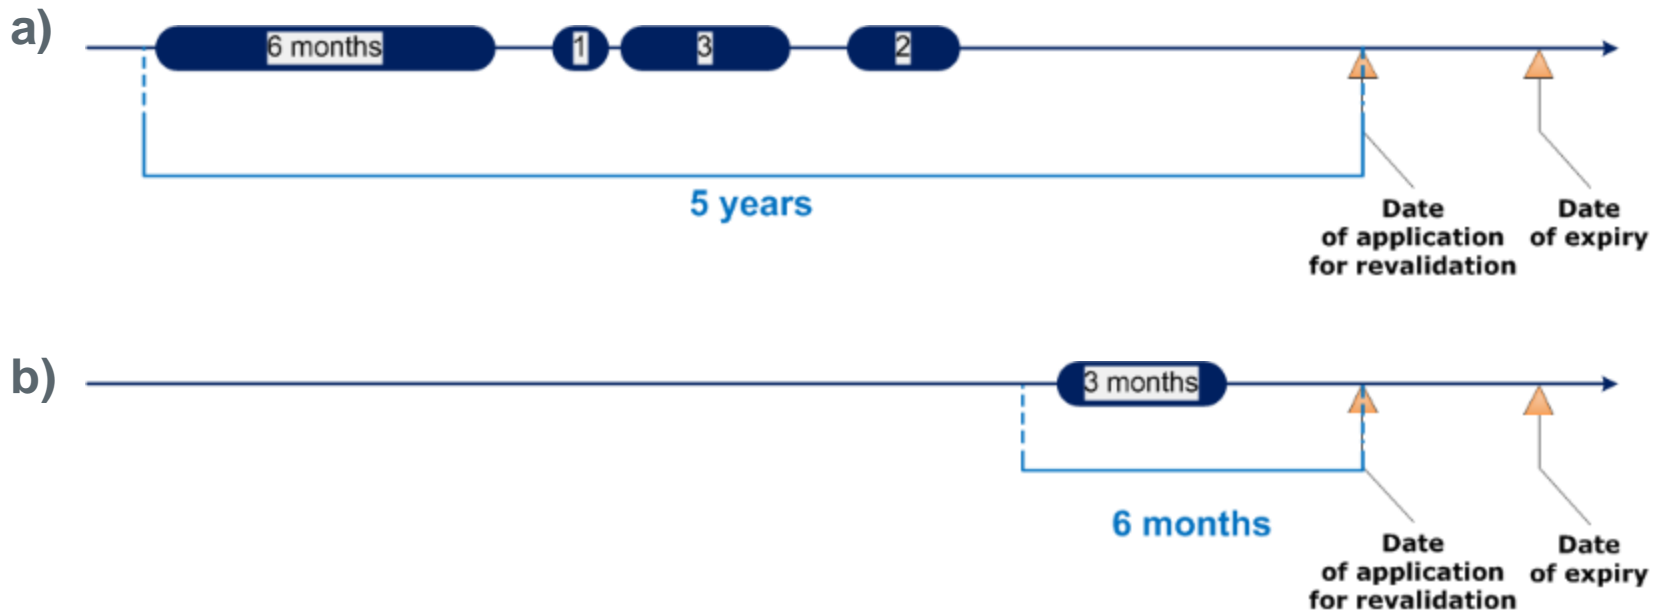 a)
6 months
1
3
2
5 years
Date
of application
for revalidation
Date
of expiry
b)
3 months
6 months
Date
of application
for revalidation
Date
of expiry